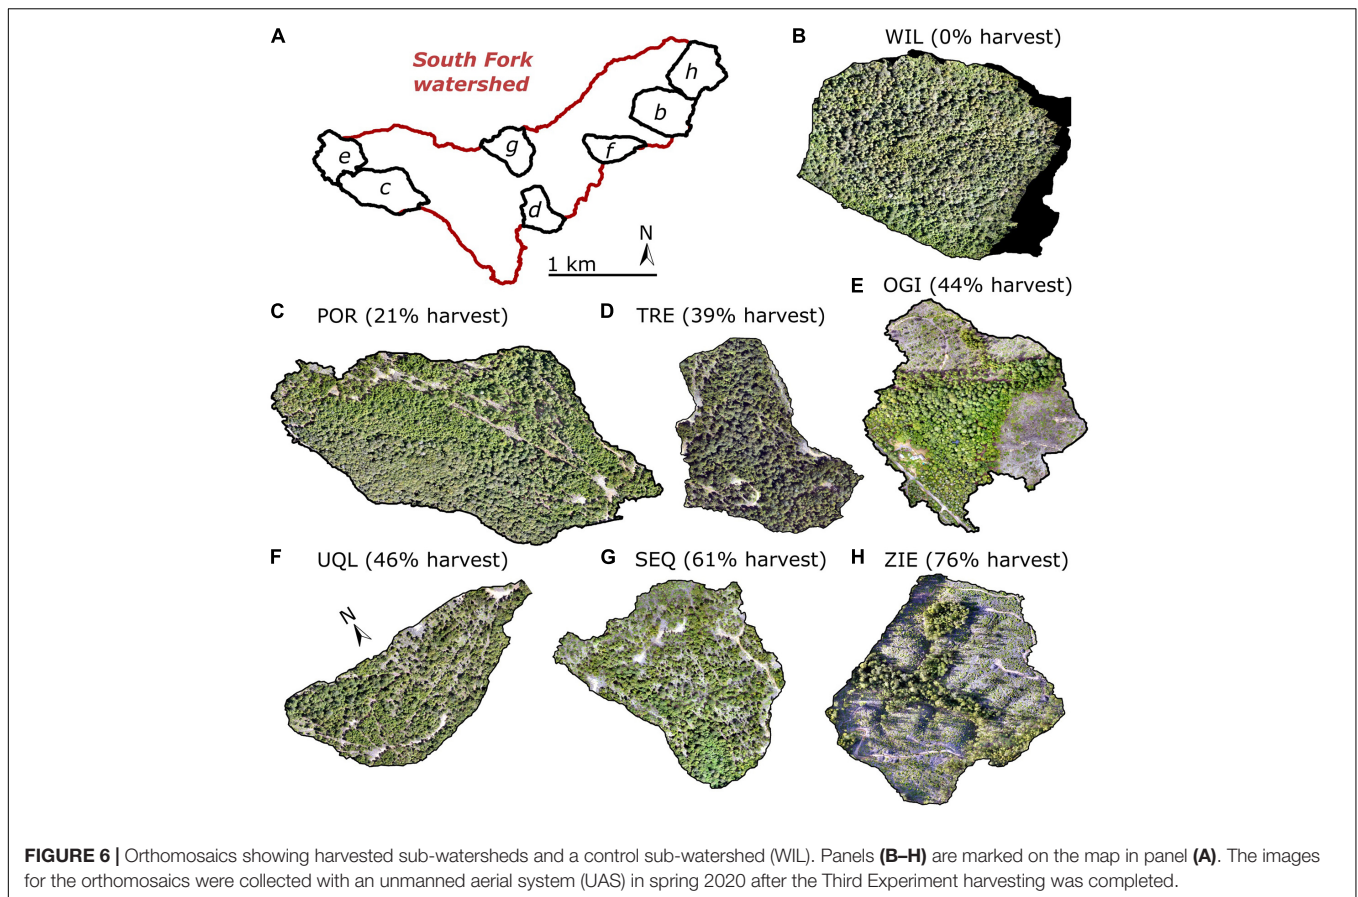 A
South Fork
watershed
h
b
g
f
e
c
d
N
1 km
B WIL (0% harvest)
C POR (21% harvest)
D TRE (39% harvest)
E OGI (44% harvest)
F UQL (46% harvest)
N
G SEQ (61% harvest)
H ZIE (76% harvest)
FIGURE 6 | Orthomosaics showing harvested sub-watersheds and a control sub-watershed (WIL). Panels (B–H) are marked on the map in panel (A). The images
for the orthomosaics were collected with an unmanned aerial system (UAS) in spring 2020 after the Third Experiment harvesting was completed.